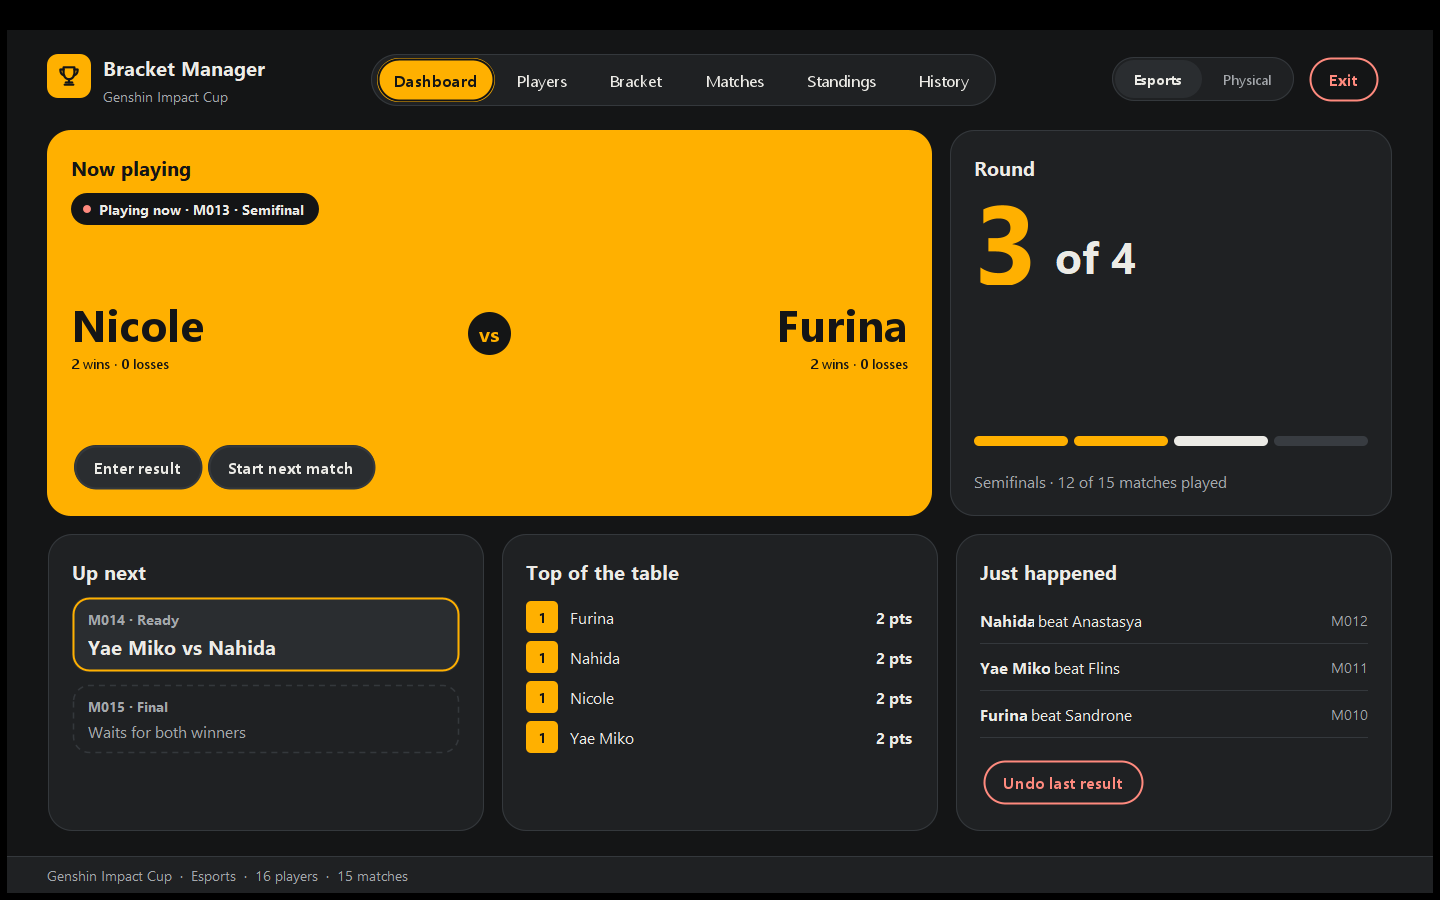 Bracket Manager
Genshin Impact Cup
Dashboard
Players
Bracket
Matches
Standings
History
Esports
Physical
Exit
Now playing
Playing now · M013 · Semifinal
Nicole
2 wins · 0 losses
vs
Furina
2 wins · 0 losses
Enter result
Start next match
Round
3 of 4
Semifinals · 12 of 15 matches played
Up next
M014 · Ready
Yae Miko vs Nahida
M015 · Final
Waits for both winners
Top of the table
1 Furina 2 pts
1 Nahida 2 pts
1 Nicole 2 pts
1 Yae Miko 2 pts
Just happened
Nahida beat Anastasya M012
Yae Miko beat Flins M011
Furina beat Sandrone M010
Undo last result
Genshin Impact Cup · Esports · 16 players · 15 matches